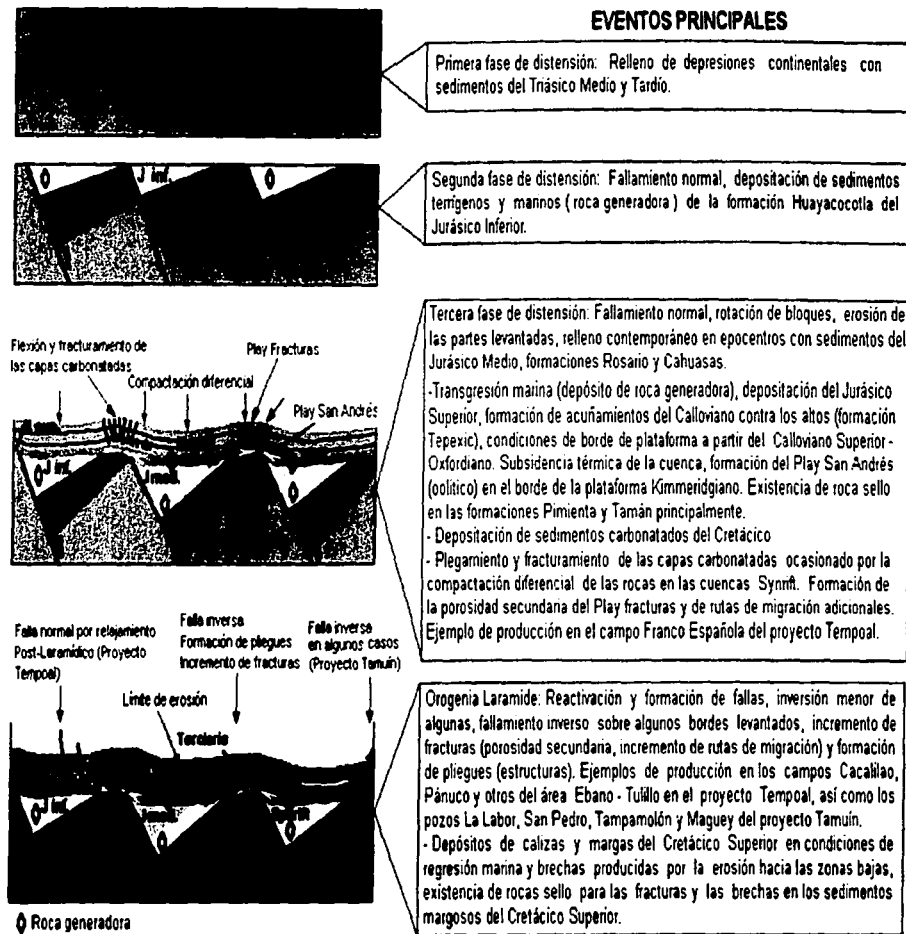 EVENTOS PRINCIPALES
Primera fase de distensión: Relleno de depresiones continentales con
sedimentos del Triásico Medio y Tardío.
J inf.
Segunda fase de distensión: Fallamiento normal, depositación de sedimentos
terrígenos y marinos ( roca generadora ) de la formación Huayacocotla del
Jurásico Inferior.
Flexión y fracturamiento de
las capas carbonatadas
Play Fracturas
Compactación diferencial
Play San Andrés
J inf.
J med.
Tercera fase de distensión: Fallamiento normal, rotación de bloques, erosión de
las partes levantadas, relleno contemporáneo en epocentros con sedimentos del
Jurásico Medio, formaciones Rosario y Cahuasas.
-Transgresión marina (depósito de roca generadora), depositación del Jurásico
Superior, formación de acuñamientos del Calloviano contra los altos (formación
Tepexic), condiciones de borde de plataforma a partir del Calloviano Superior -
Oxfordiano. Subsidencia térmica de la cuenca, formación del Play San Andrés
(oolítico) en el borde de la plataforma Kimmeridgiano. Existencia de roca sello
en las formaciones Pimienta y Tamán principalmente.
- Depositación de sedimentos carbonatados del Cretácico
- Plegamiento y fracturamiento de las capas carbonatadas ocasionado por la
compactación diferencial de las rocas en las cuencas Synrift. Formación de
la porosidad secundaria del Play fracturas y de rutas de migración adicionales.
Ejemplo de producción en el campo Franco Española del proyecto Tempoal.
Falla normal por relajamiento
Post-Laramídico (Proyecto
Tempoal)
Falla inversa
Formación de pliegues
Incremento de fracturas
Falla inversa
en algunos casos
(Proyecto Tamuín)
Límite de erosión
Terciario
J inf.
Orogenia Laramide: Reactivación y formación de fallas, inversión menor de
algunas, fallamiento inverso sobre algunos bordes levantados, incremento de
fracturas (porosidad secundaria, incremento de rutas de migración) y formación
de pliegues (estructuras). Ejemplos de producción en los campos Cacalilao,
Pánuco y otros del área Ebano - Tulillo en el proyecto Tempoal, así como los
pozos La Labor, San Pedro, Tampamolón y Maguey del proyecto Tamuín.
- Depósitos de calizas y margas del Cretácico Superior en condiciones de
regresión marina y brechas producidas por la erosión hacia las zonas bajas,
existencia de rocas sello para las fracturas y las brechas en los sedimentos
margosos del Cretácico Superior.
Roca generadora